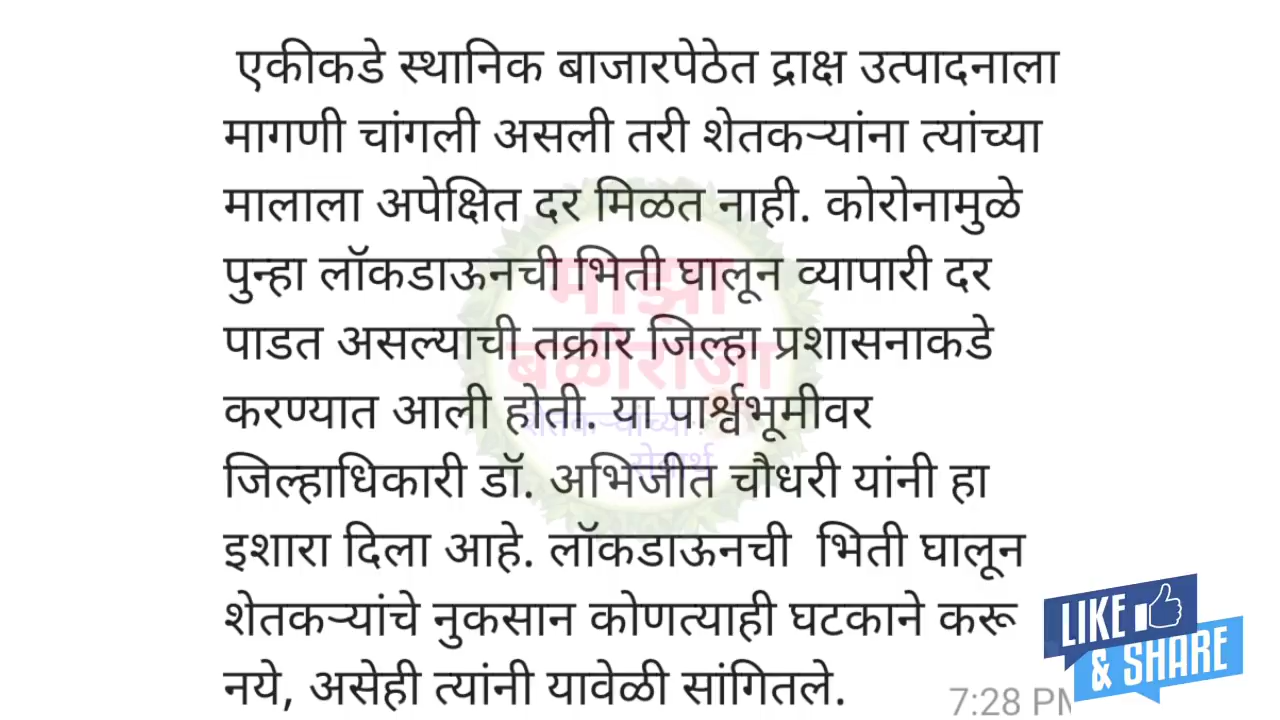 एकीकडे स्थानिक बाजारपेठेत द्राक्ष उत्पादनाला
मागणी चांगली असली तरी शेतकऱ्यांना त्यांच्या
मालाला अपेक्षित दर मिळत नाही. कोरोनामुळे
पुन्हा लॉकडाऊनची भिती घालून व्यापारी दर
पाडत असल्याची तक्रार जिल्हा प्रशासनाकडे
करण्यात आली होती. या पार्श्वभूमीवर
जिल्हाधिकारी डॉ. अभिजीत चौधरी यांनी हा
इशारा दिला आहे. लॉकडाऊनची भिती घालून
शेतकऱ्यांचे नुकसान कोणत्याही घटकाने करू
नये, असेही त्यांनी यावेळी सांगितले.
7:28 PM
माझा
बळीराजा
शेतकऱ्यांच्या
सेवार्थ
LIKE
& SHARE